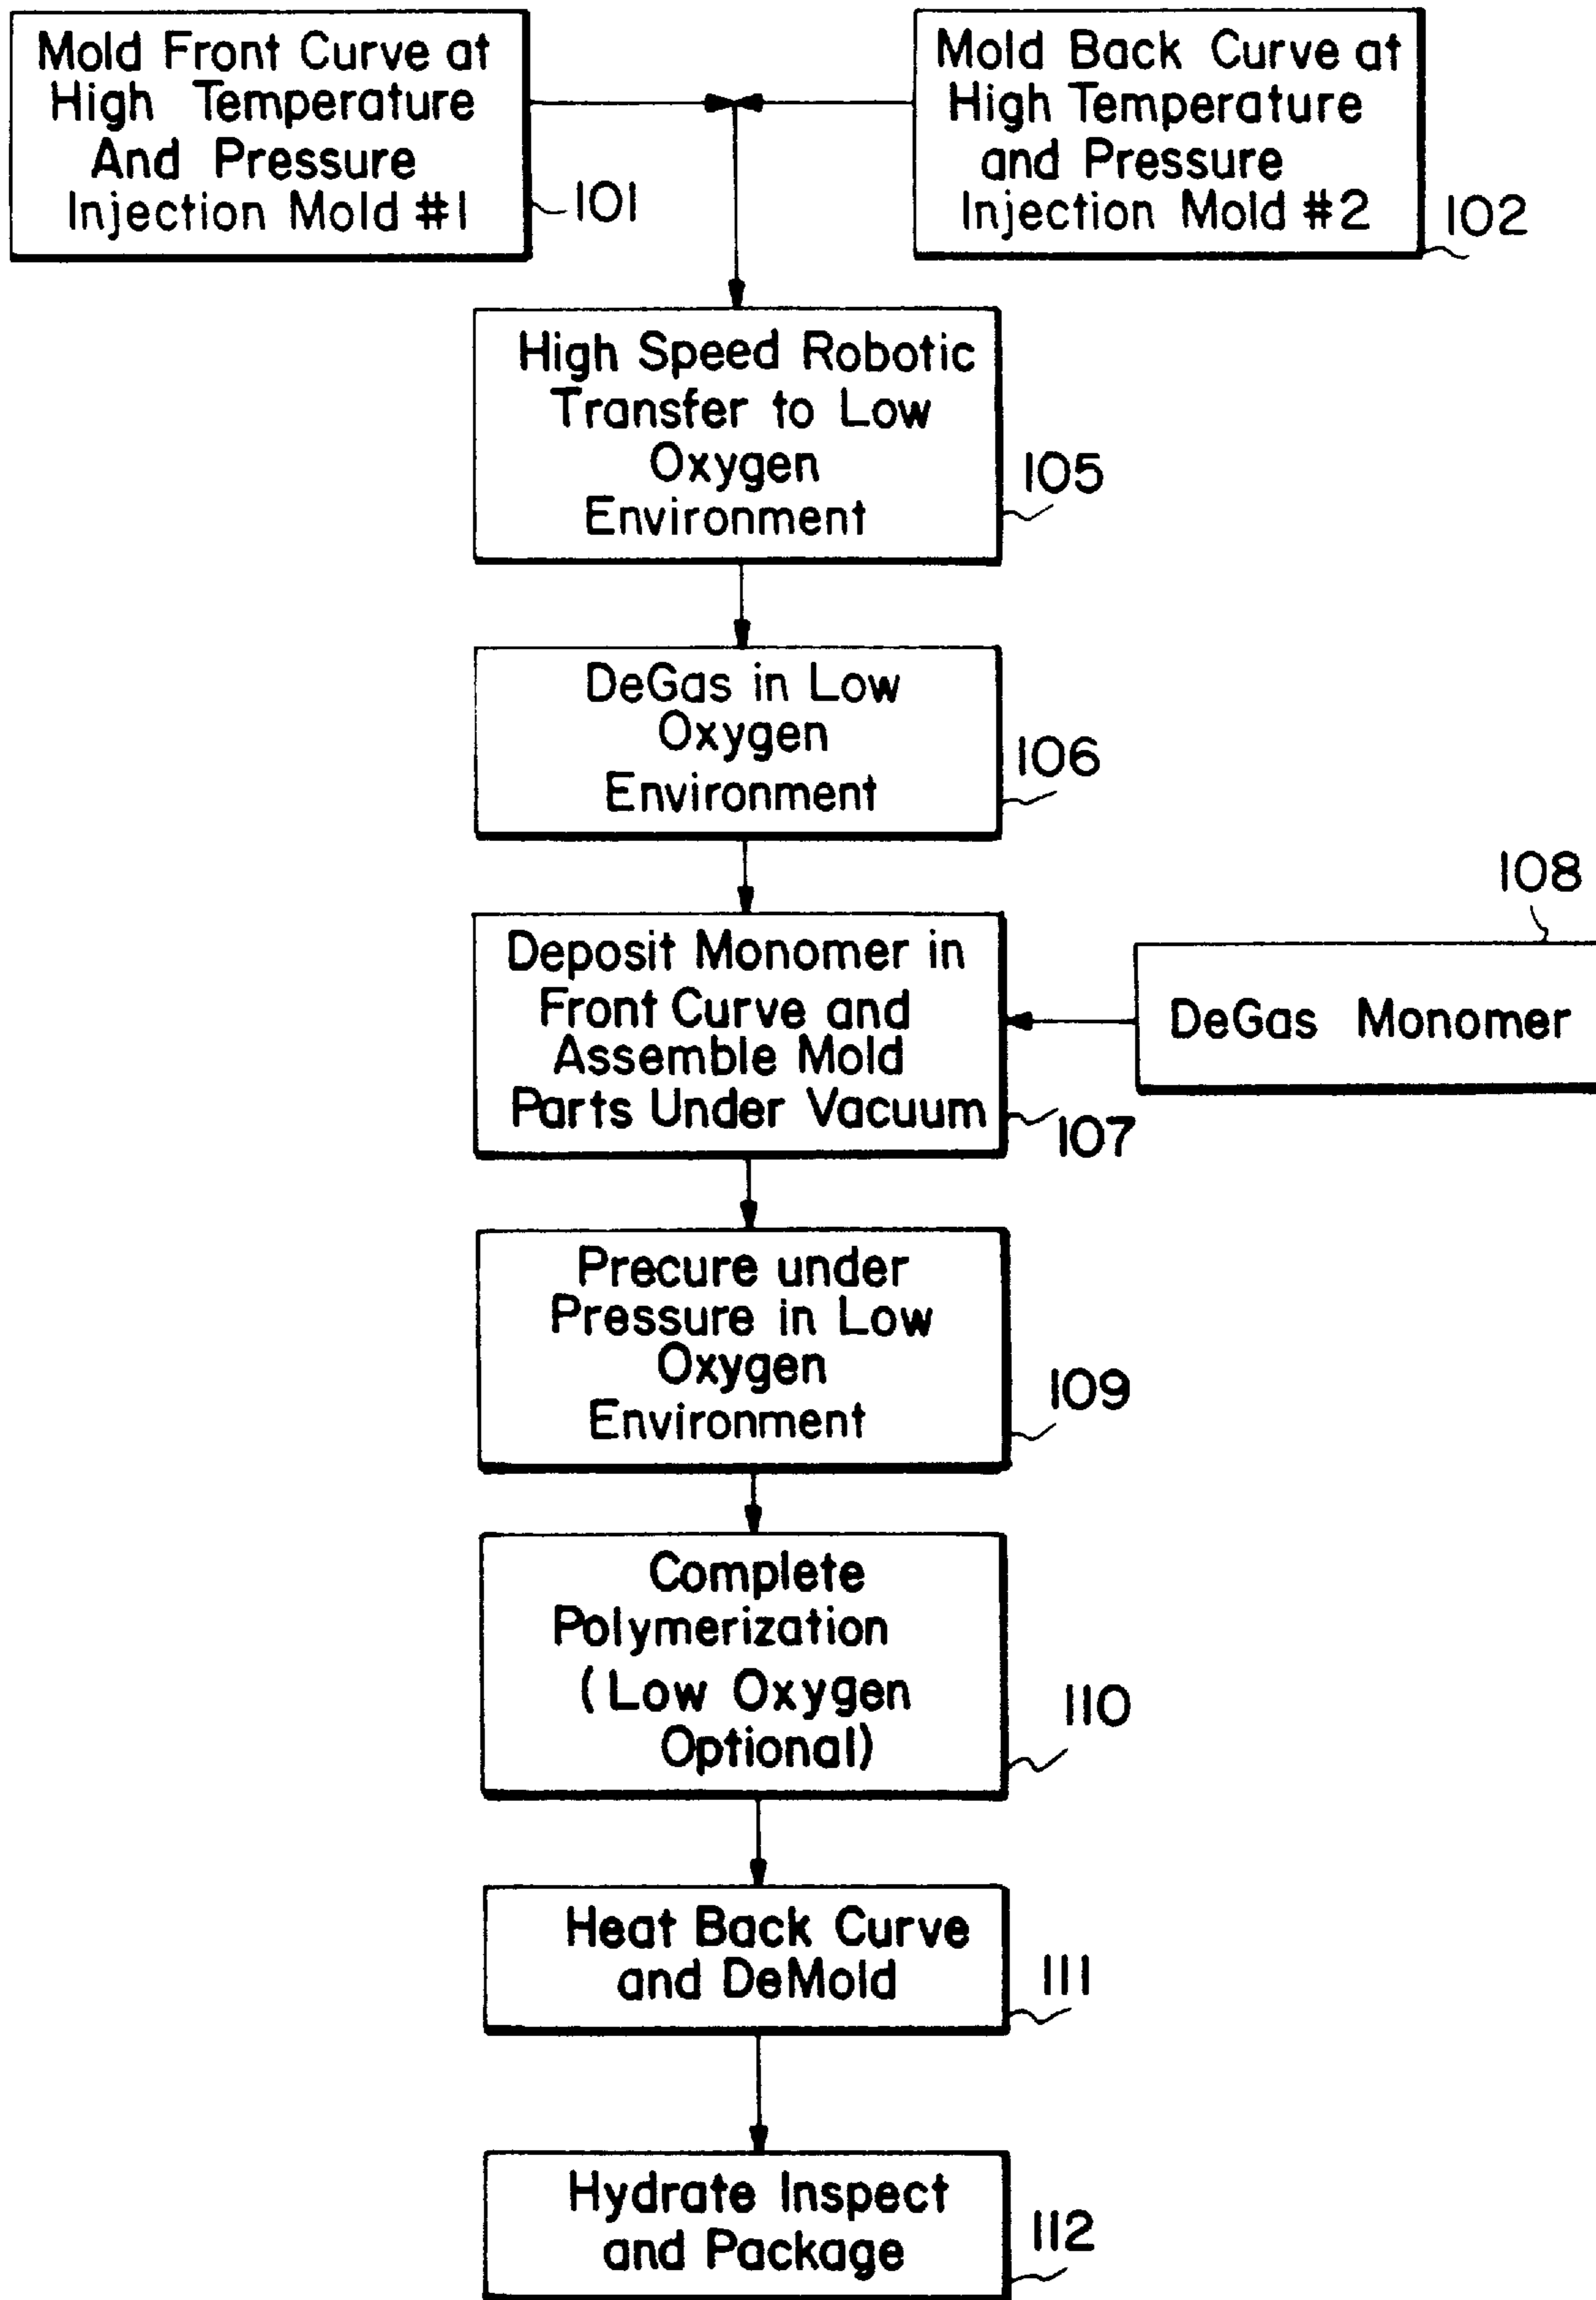 Mold Front Curve at
High Temperature
And Pressure
Injection Mold #1
101
Mold Back Curve at
High Temperature
and Pressure
Injection Mold #2
102
High Speed Robotic
Transfer to Low
Oxygen
Environment
105
DeGas in Low
Oxygen
Environment
106
Deposit Monomer in
Front Curve and
Assemble Mold
Parts Under Vacuum
107
108
DeGas Monomer
Precure under
Pressure in Low
Oxygen
Environment
109
Complete
Polymerization
(Low Oxygen
Optional)
110
Heat Back Curve
and DeMold
111
Hydrate Inspect
and Package
112